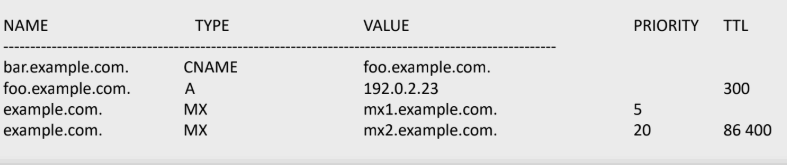 NAME TYPE VALUE PRIORITY TTL
--------------------------------------------------------------------------------------------------------
bar.example.com. CNAME foo.example.com.
foo.example.com. A 192.0.2.23 300
example.com. MX mx1.example.com. 5
example.com. MX mx2.example.com. 20 86 400